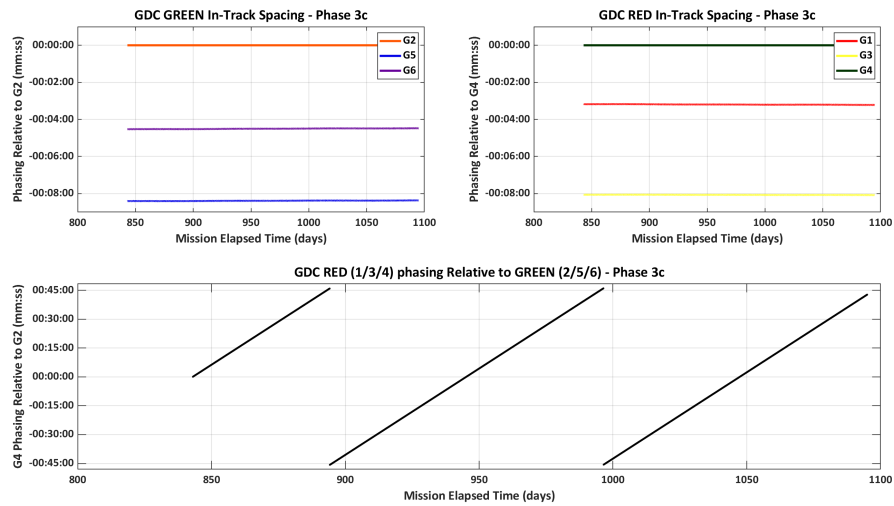 GDC GREEN In-Track Spacing - Phase 3c
Phasing Relative to G2 (mm:ss)
00:00:00
-00:02:00
-00:04:00
-00:06:00
-00:08:00
G2
G5
G6
800 850 900 950 1000 1050 1100
Mission Elapsed Time (days)
GDC RED In-Track Spacing - Phase 3c
Phasing Relative to G4 (mm:ss)
00:00:00
-00:02:00
-00:04:00
-00:06:00
-00:08:00
G1
G3
G4
800 850 900 950 1000 1050 1100
Mission Elapsed Time (days)
GDC RED (1/3/4) phasing Relative to GREEN (2/5/6) - Phase 3c
G4 Phasing Relative to G2 (mm:ss)
00:45:00
00:30:00
00:15:00
00:00:00
-00:15:00
-00:30:00
-00:45:00
800 850 900 950 1000 1050 1100
Mission Elapsed Time (days)